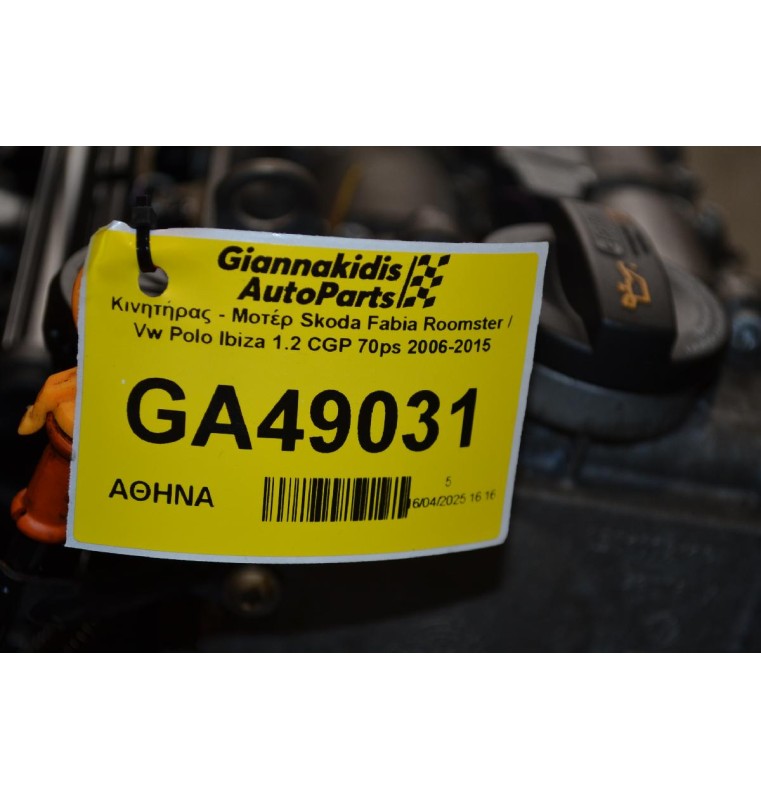 Giannakidis
AutoParts
Κινητήρας - Μοτέρ Skoda Fabia Roomster /
Vw Polo Ibiza 1.2 CGP 70ps 2006-2015
GA49031
ΑΘΗΝΑ
5
6/04/2025 16:16